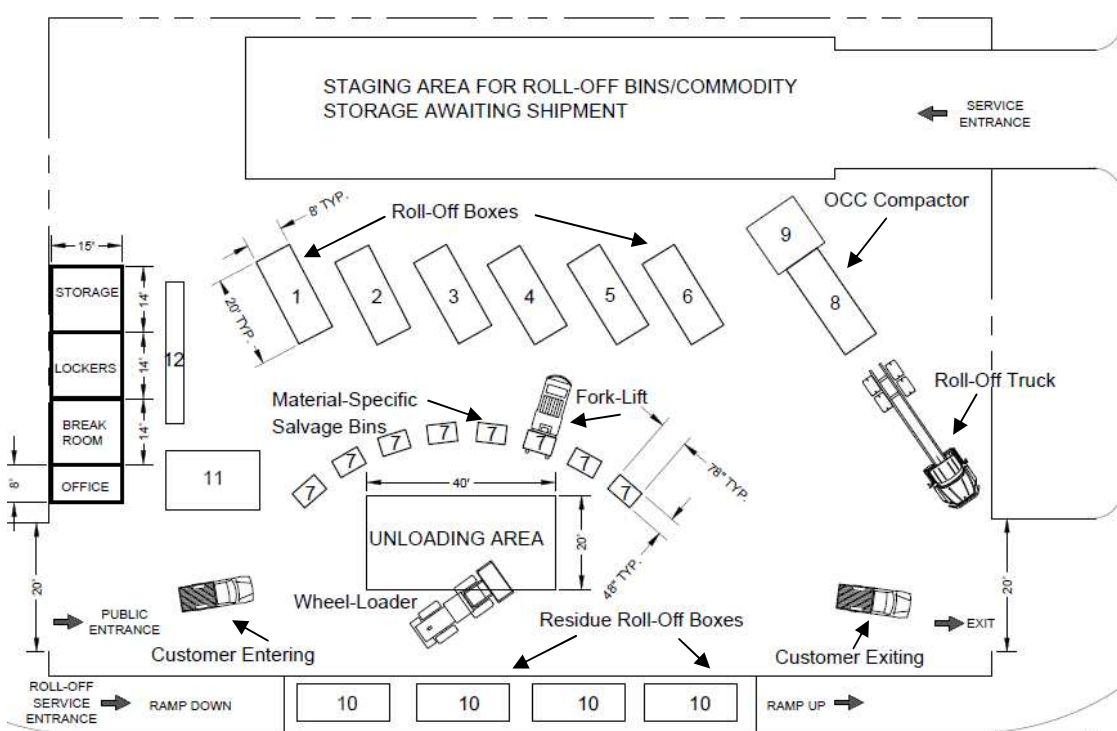 STAGING AREA FOR ROLL-OFF BINS/COMMODITY
STORAGE AWAITING SHIPMENT
SERVICE
ENTRANCE
OCC Compactor
8' TYP.
Roll-Off Boxes
9
15'
STORAGE
14'
20' TYP.
1
2
3
4
5
6
8
LOCKERS
14'
12
Roll-Off Truck
Material-Specific
Salvage Bins
Fork-Lift
BREAK
ROOM
14'
7
7
7
7
7
7
7
7
78" TYP.
48" TYP.
8'
OFFICE
11
40'
UNLOADING AREA
20'
20'
20'
Wheel-Loader
PUBLIC
ENTRANCE
Residue Roll-Off Boxes
EXIT
Customer Entering
Customer Exiting
ROLL-OFF
SERVICE
ENTRANCE
RAMP DOWN
10
10
10
10
RAMP UP